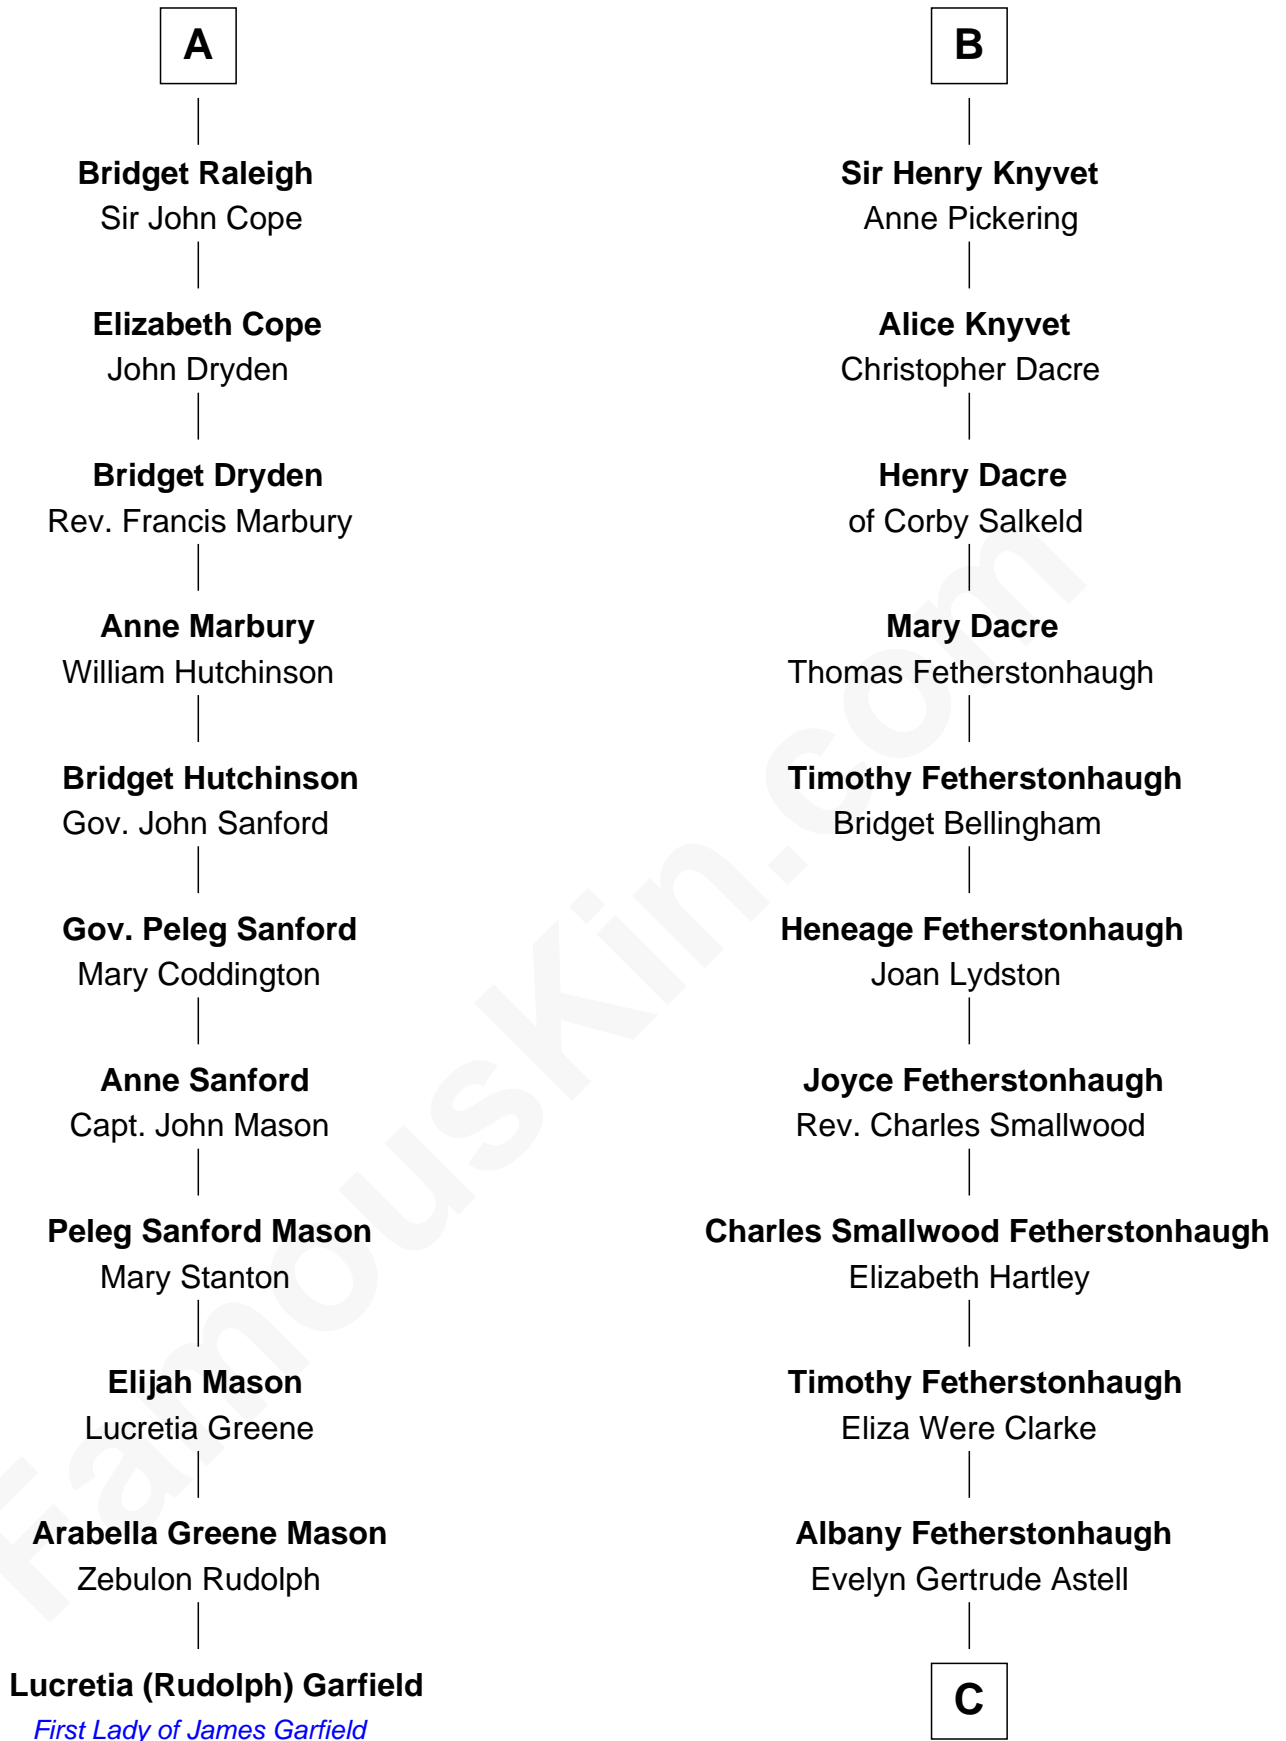 A
Bridget Raleigh
Sir John Cope
Elizabeth Cope
John Dryden
Bridget Dryden
Rev. Francis Marbury
Anne Marbury
William Hutchinson
Bridget Hutchinson
Gov. John Sanford
Gov. Peleg Sanford
Mary Coddington
Anne Sanford
Capt. John Mason
Peleg Sanford Mason
Mary Stanton
Elijah Mason
Lucretia Greene
Arabella Greene Mason
Zebulon Rudolph
Lucretia (Rudolph) Garfield
First Lady of James Garfield
B
Sir Henry Knyvet
Anne Pickering
Alice Knyvet
Christopher Dacre
Henry Dacre
of Corby Salkeld
Mary Dacre
Thomas Fetherstonhaugh
Timothy Fetherstonhaugh
Bridget Bellingham
Heneage Fetherstonhaugh
Joan Lydston
Joyce Fetherstonhaugh
Rev. Charles Smallwood
Charles Smallwood Fetherstonhaugh
Elizabeth Hartley
Timothy Fetherstonhaugh
Eliza Were Clarke
Albany Fetherstonhaugh
Evelyn Gertrude Astell
C
FamousKin.com